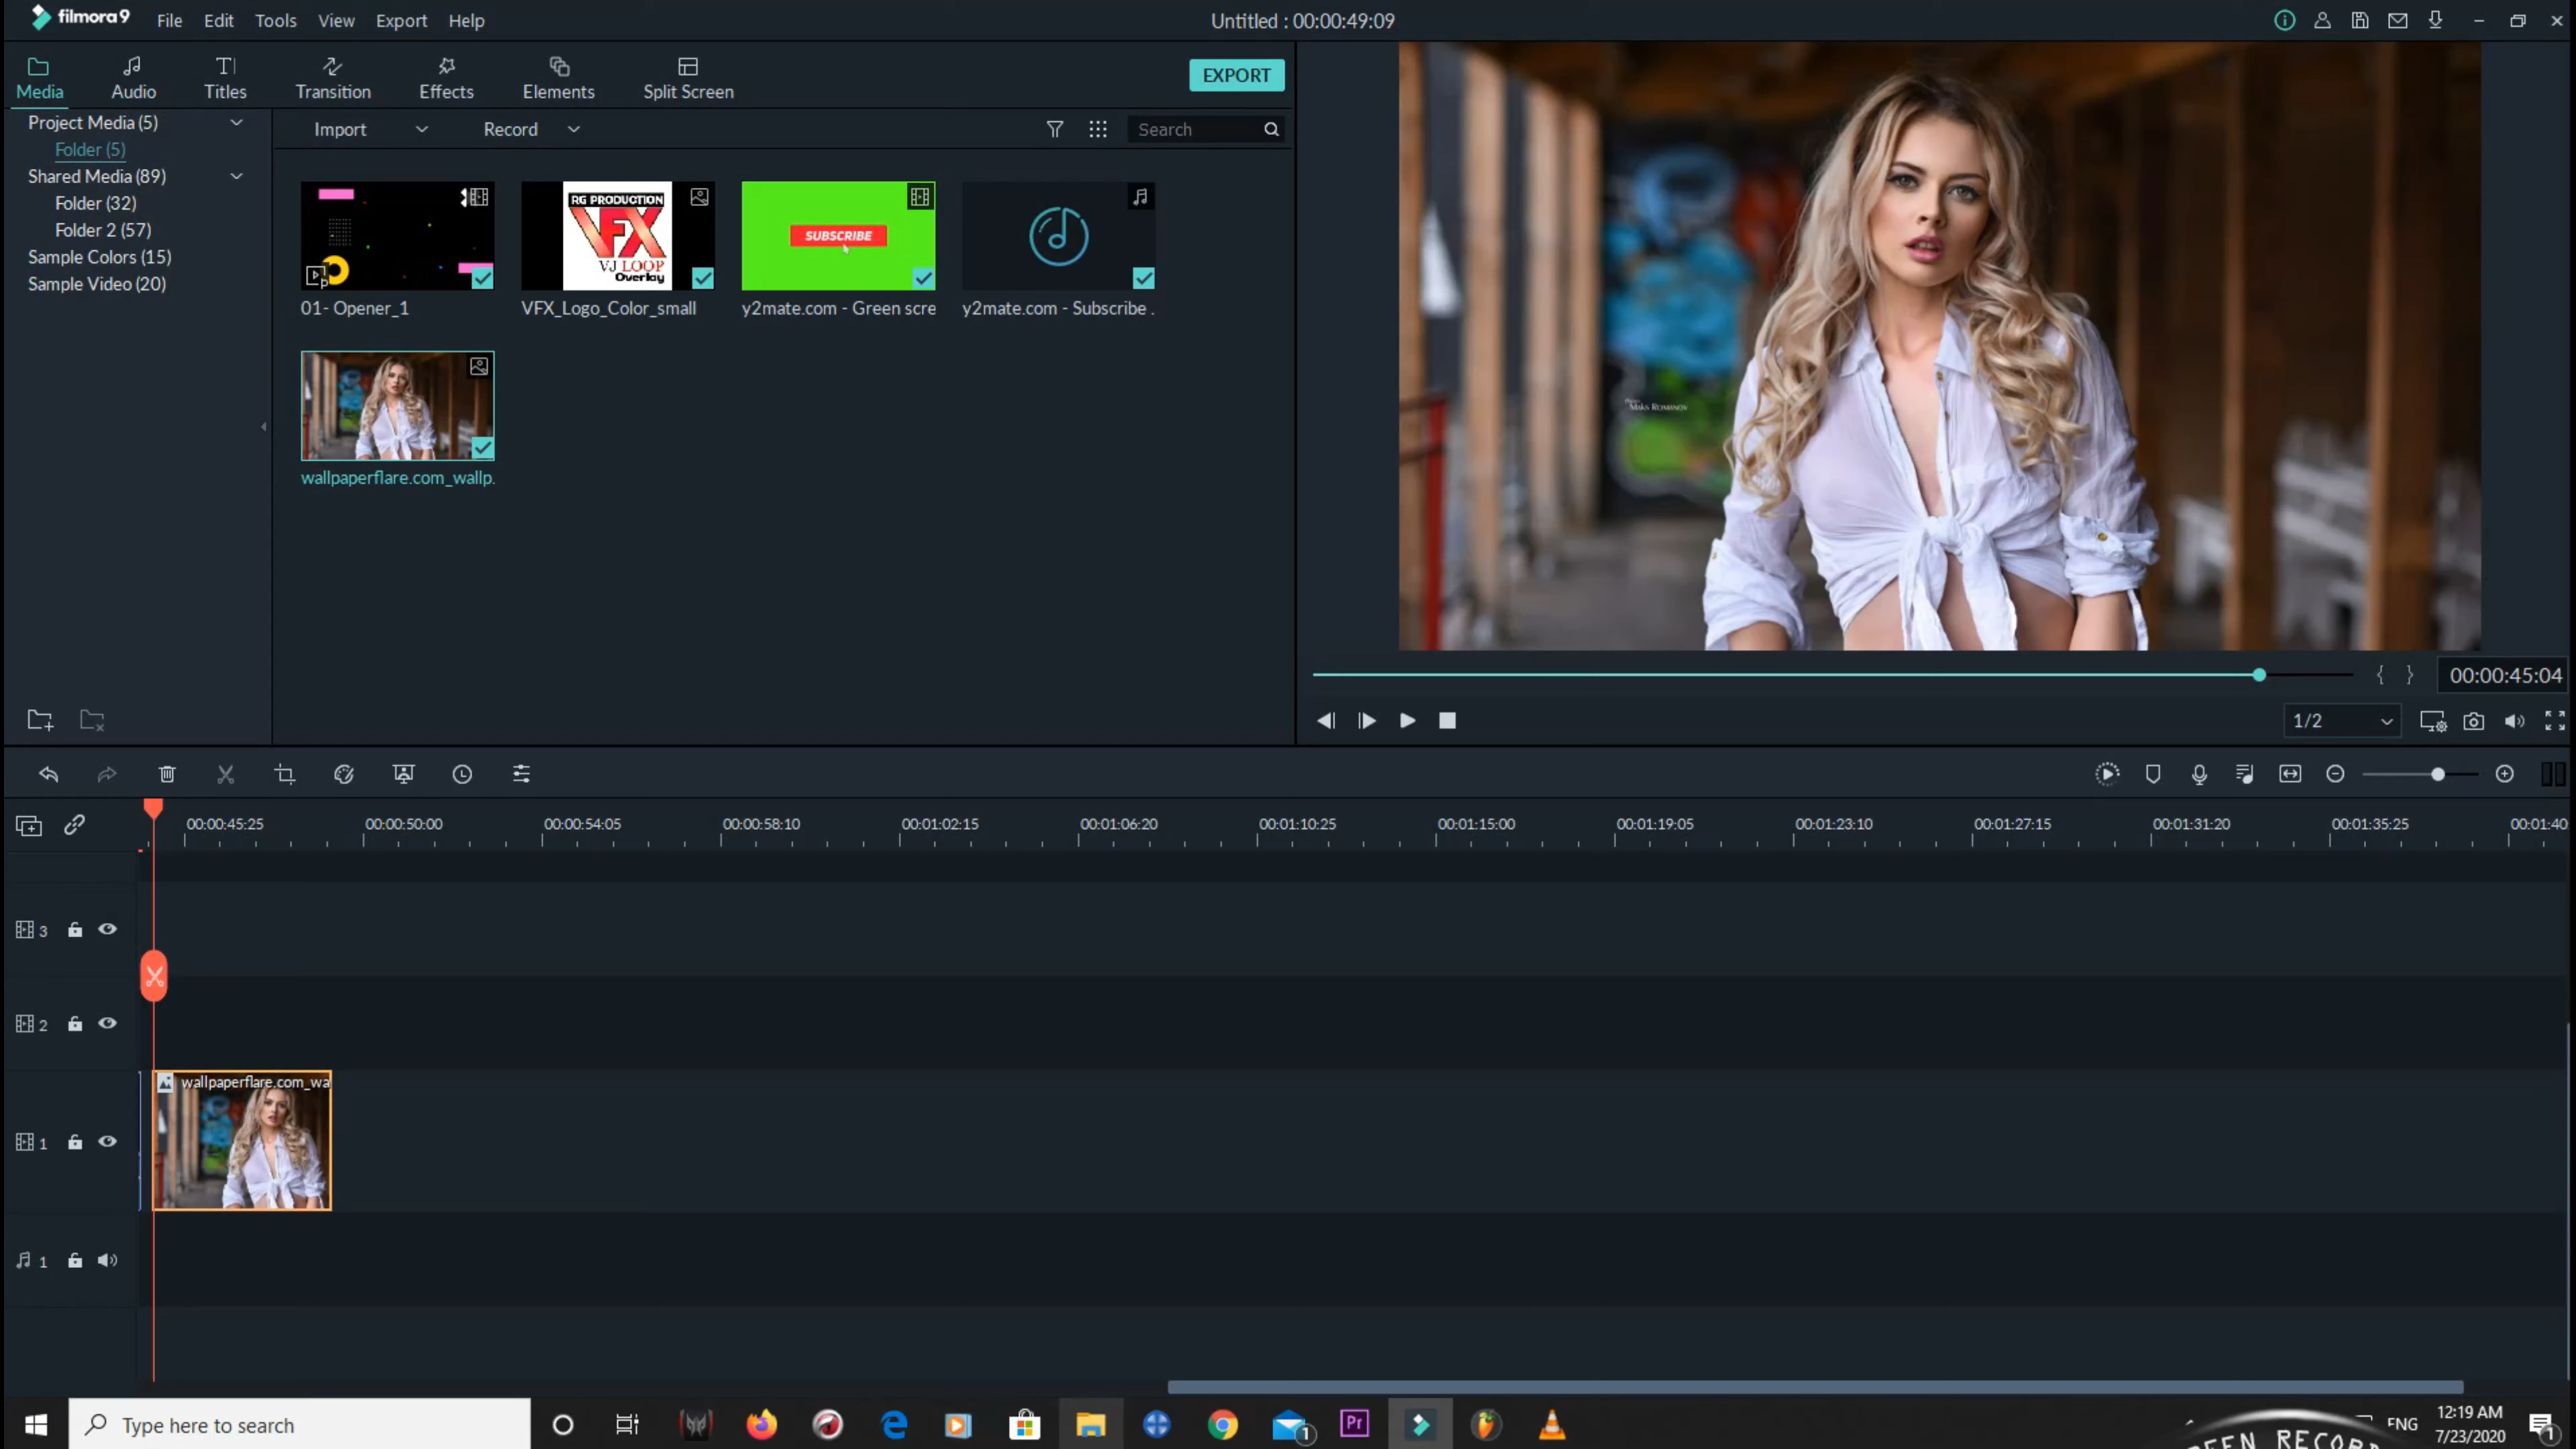 filmora9 File Edit Tools View Export Help
Untitled : 00:00:49:09
Media Audio Titles Transition Effects Elements Split Screen
EXPORT
Project Media (5)
Folder (5)
Shared Media (89)
Folder (32)
Folder 2 (57)
Sample Colors (15)
Sample Video (20)
Import Record Search
RG PRODUCTION
VFX
VJ LOOP
Overlay
SUBSCRIBE
01- Opener_1 VFX_Logo_Color_small y2mate.com - Green scre y2mate.com - Subscribe .
wallpaperflare.com_wallp.
Maks Romanov
00:00:45:04
1/2
00:00:45:25 00:00:50:00 00:00:54:05 00:00:58:10 00:01:02:15 00:01:06:20 00:01:10:25 00:01:15:00 00:01:19:05 00:01:23:10 00:01:27:15 00:01:31:20 00:01:35:25 00:01:40
3
2
wallpaperflare.com_wa
1
1
Type here to search
1
Pr
ENG
12:19 AM
7/23/2020
1